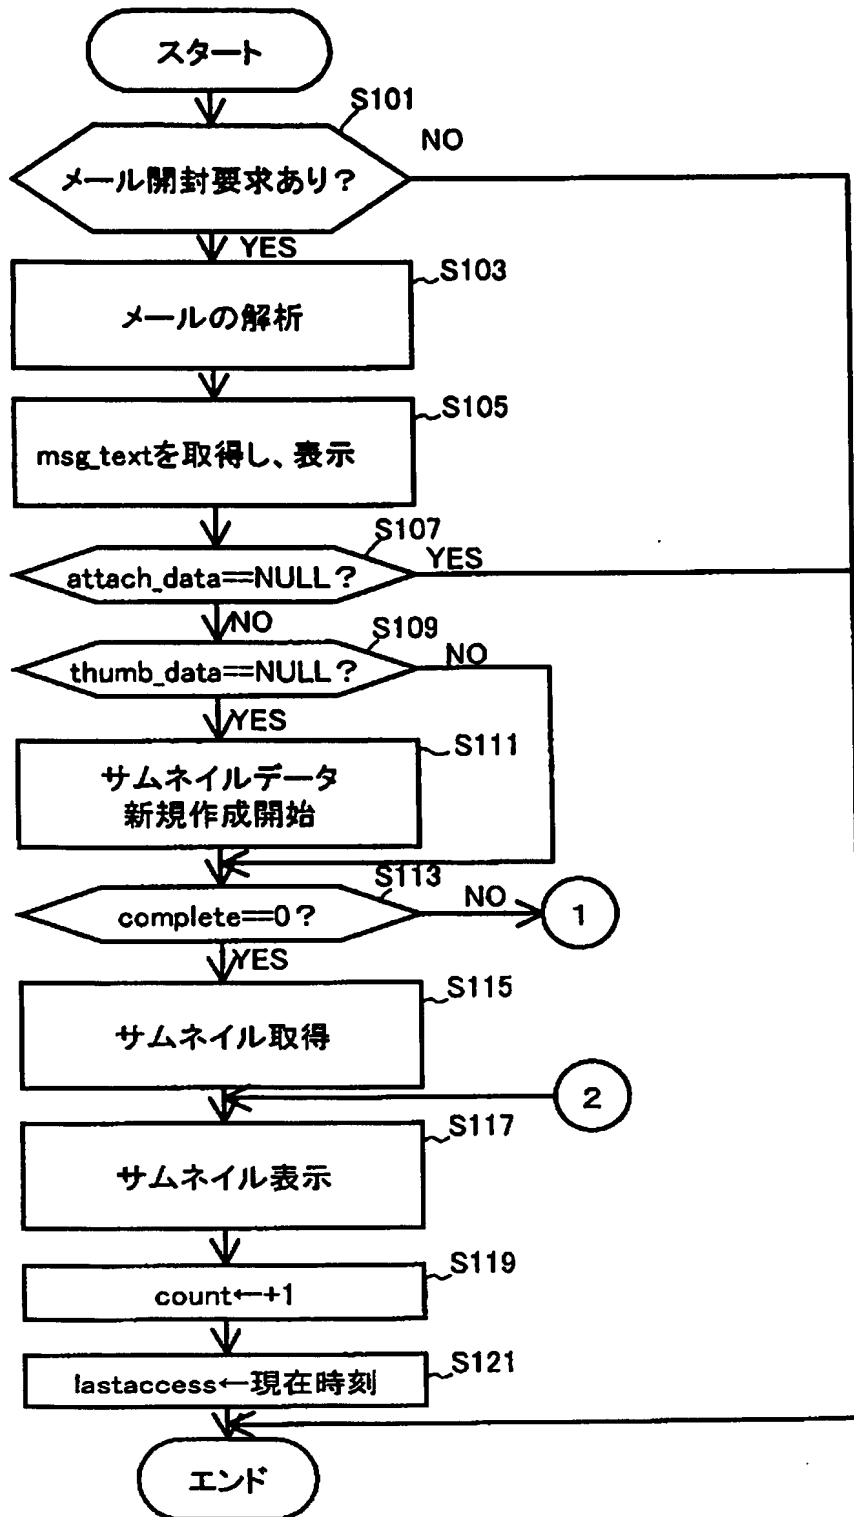 スタート
S101
NO
メール開封要求あり？
YES
S103
メールの解析
S105
msg_textを取得し、表示
S107
attach_data==NULL？
YES
NO
S109
thumb_data==NULL？
NO
YES
S111
サムネイルデータ
新規作成開始
S113
complete==0？
NO
1
YES
S115
サムネイル取得
2
S117
サムネイル表示
S119
count←+1
S121
lastaccess←現在時刻
エンド